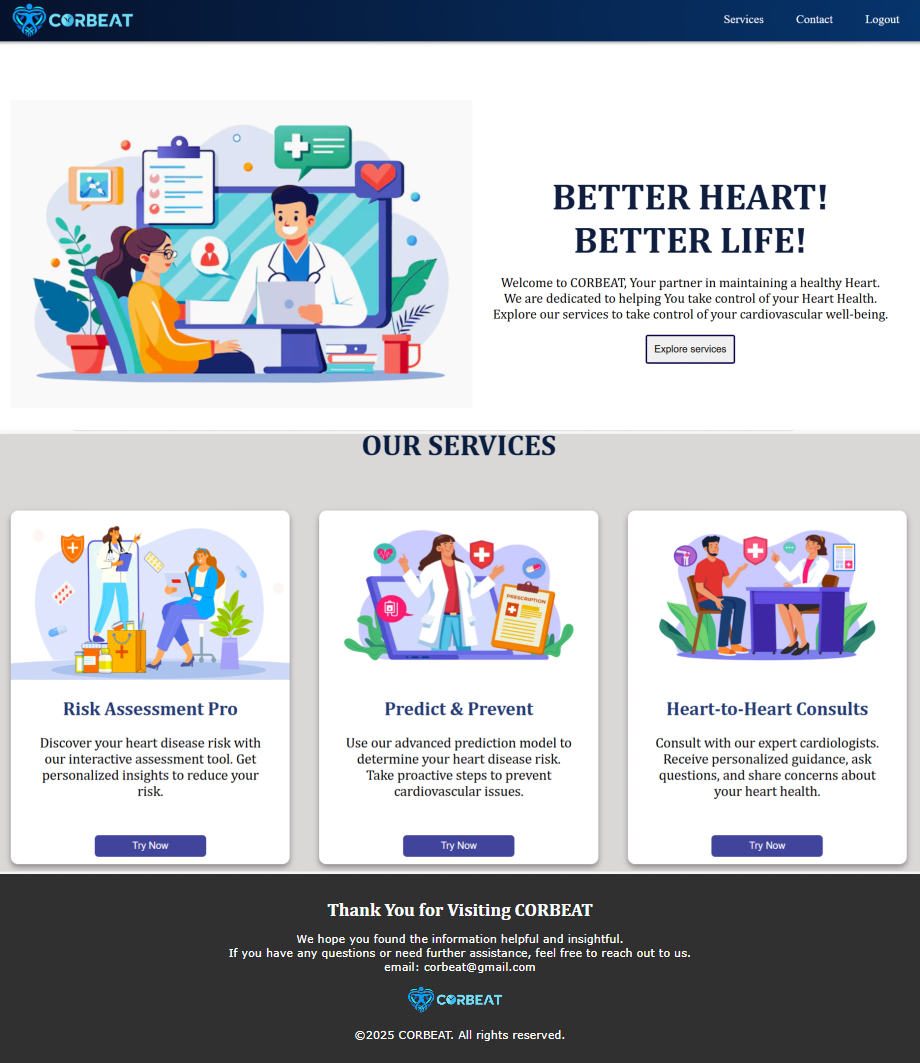 CORBEAT
Services Contact Logout
BETTER HEART!
BETTER LIFE!
Welcome to CORBEAT, Your partner in maintaining a healthy Heart.
We are dedicated to helping You take control of your Heart Health.
Explore our services to take control of your cardiovascular well-being.
Explore services
OUR SERVICES
Risk Assessment Pro
Discover your heart disease risk with
our interactive assessment tool. Get
personalized insights to reduce your
risk.
Try Now
PRESCRIPTION
Predict & Prevent
Use our advanced prediction model to
determine your heart disease risk.
Take proactive steps to prevent
cardiovascular issues.
Try Now
Heart-to-Heart Consults
Consult with our expert cardiologists.
Receive personalized guidance, ask
questions, and share concerns about
your heart health.
Try Now
Thank You for Visiting CORBEAT
We hope you found the information helpful and insightful.
If you have any questions or need further assistance, feel free to reach out to us.
email: corbeat@gmail.com
CORBEAT
©2025 CORBEAT. All rights reserved.